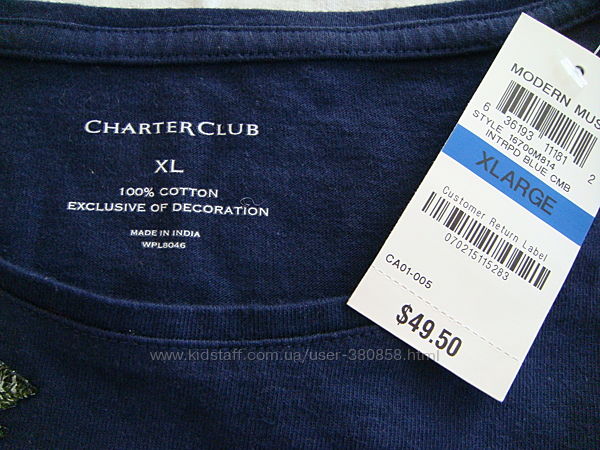 CHARTER CLUB
XL
100% COTTON
EXCLUSIVE OF DECORATION
MADE IN INDIA
WPL8046
MODERN MUS
6 36193 11181 2
STYLE 16700M814
INTRPD BLUE CMB
XLARGE
Customer Return Label
070215115283
CA01-005
$49.50
www.kidstaff.com.ua/user-380858.html